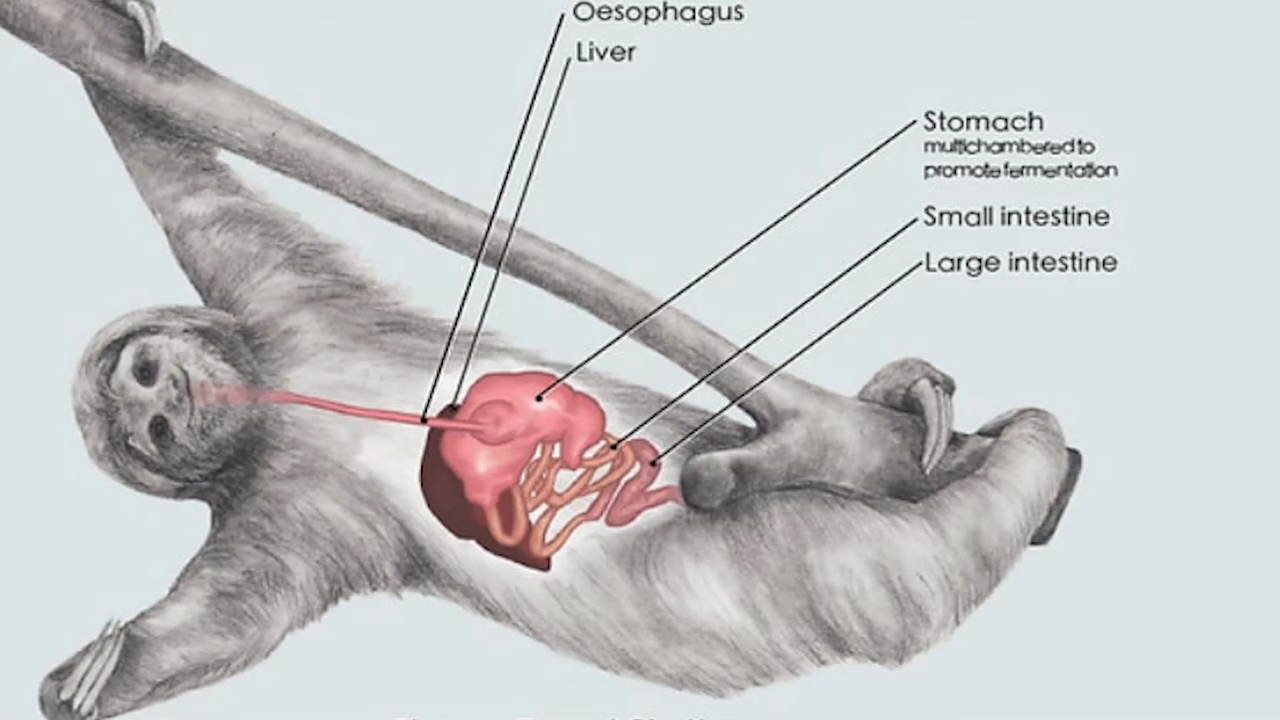 Oesophagus
Liver
Stomach
multichambered to
promote fermentation
Small intestine
Large intestine